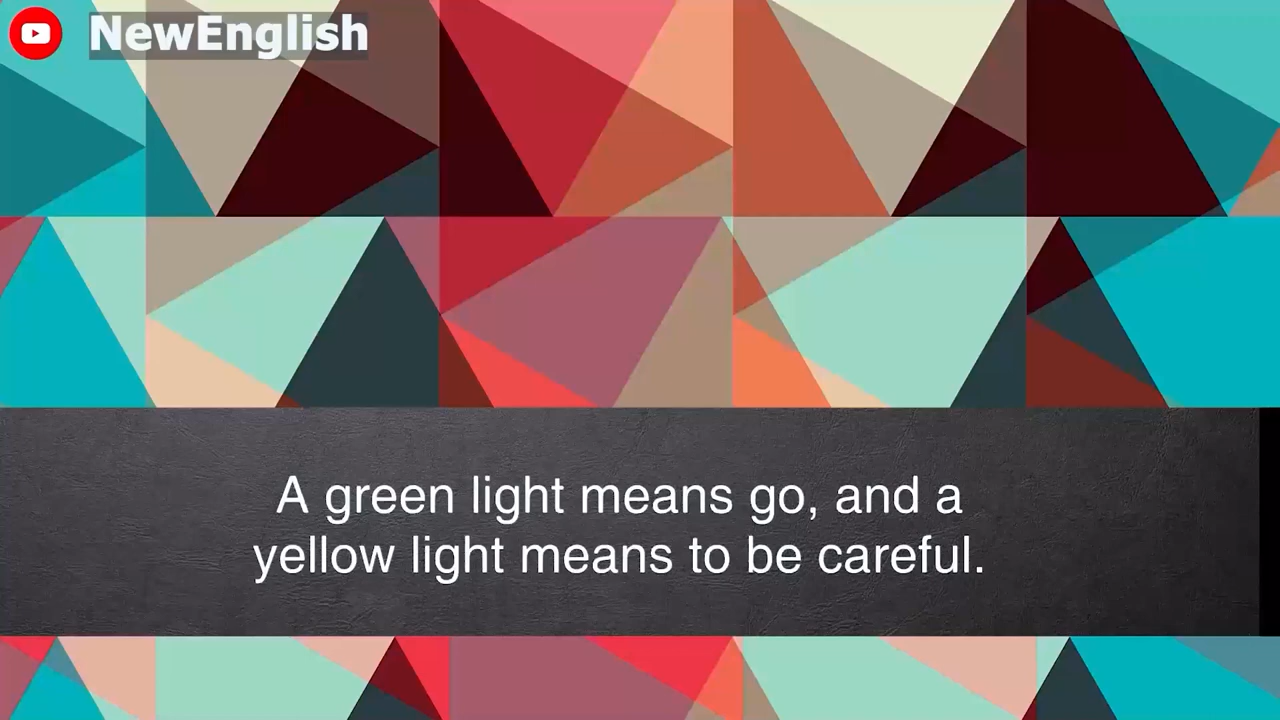 NewEnglish
A green light means go, and a
yellow light means to be careful.